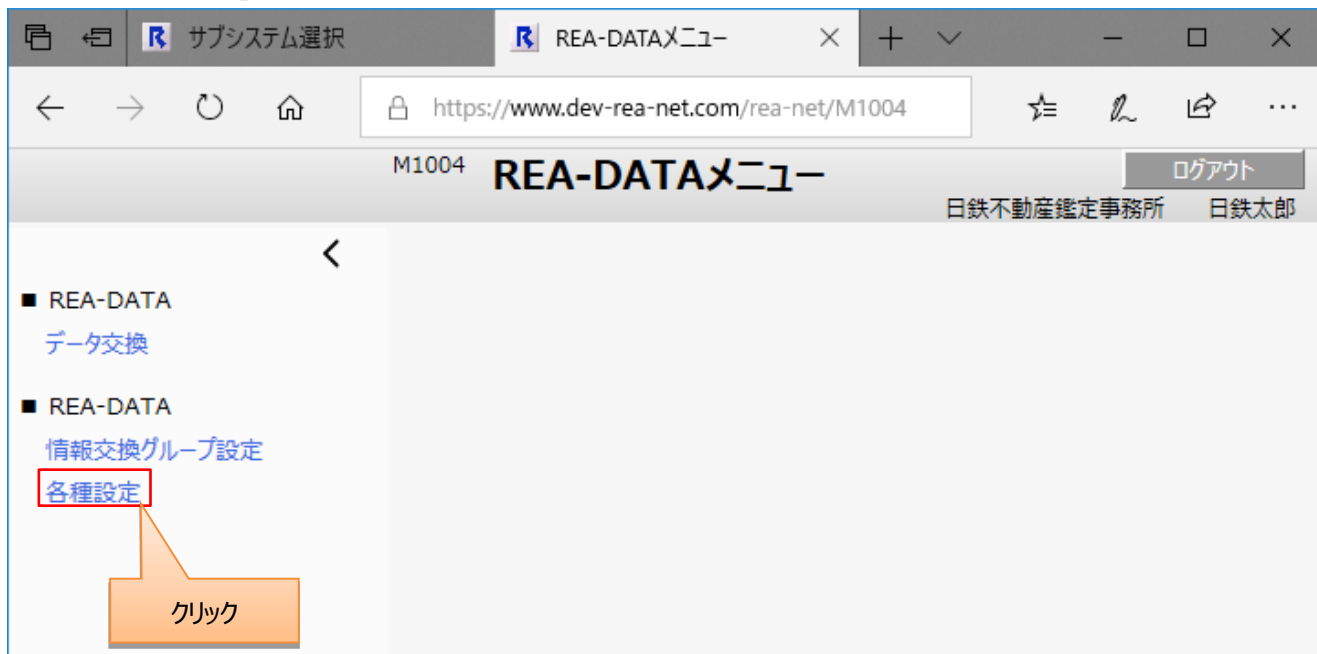 サブシステム選択
REA-DATAメニュー
https://www.dev-rea-net.com/rea-net/M1004
M1004 REA-DATAメニュー
ログアウト
日鉄不動産鑑定事務所 日鉄太郎
■ REA-DATA
データ交換
■ REA-DATA
情報交換グループ設定
各種設定
クリック